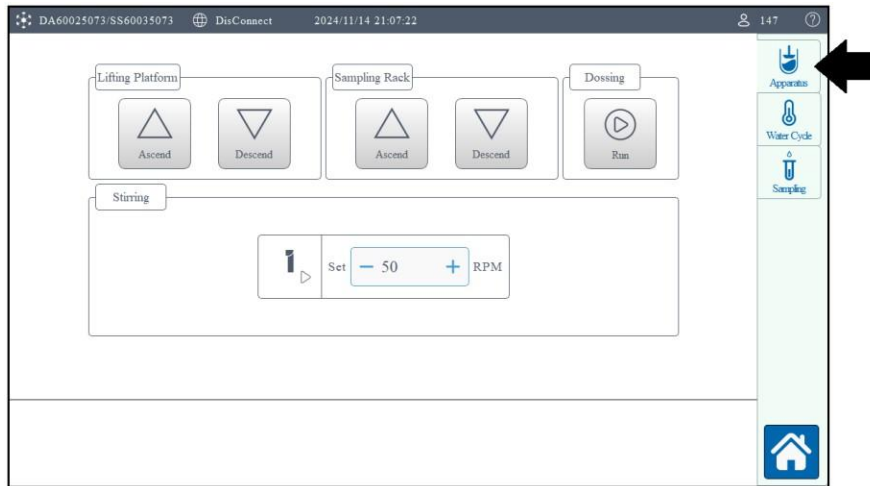 DA60025073/SS60035073 DisConnect 2024/11/14 21:07:22 147 ?
Lifting Platform Sampling Rack Dossing
Ascend Descend Ascend Descend Run
Stirring
1 Set − 50 + RPM
Apparatus
Water Cycle
Sampling